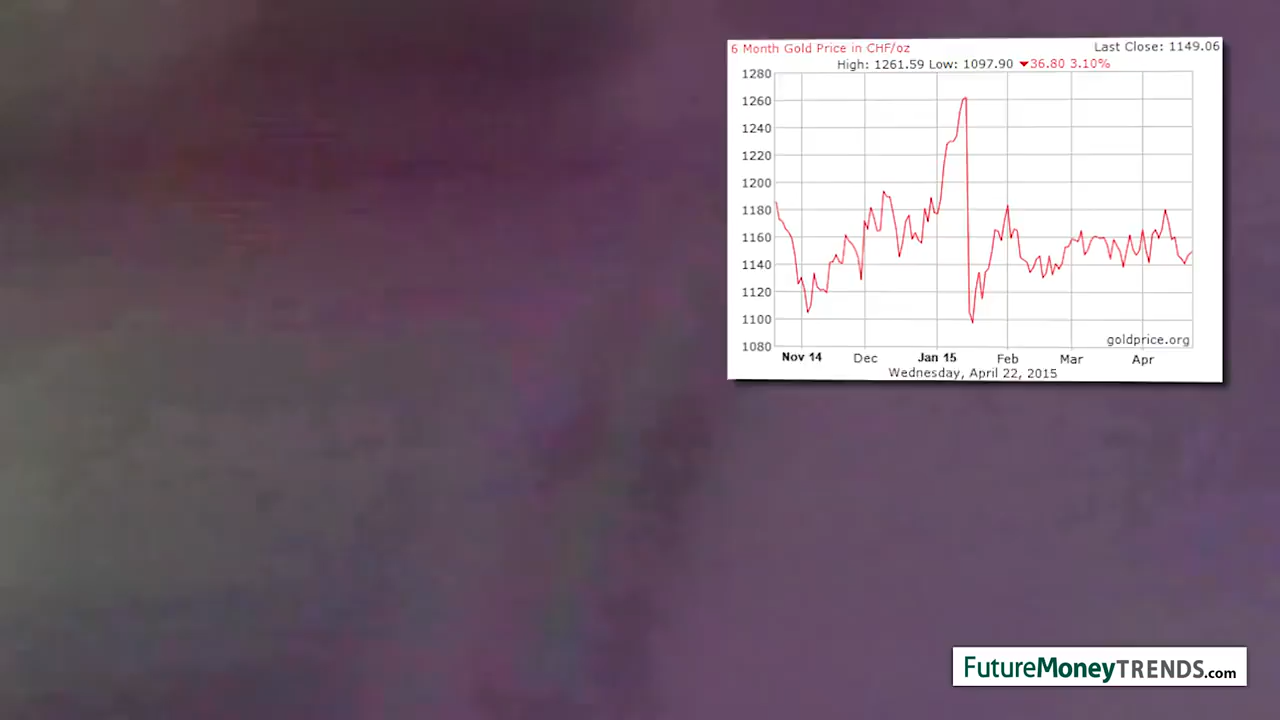 6 Month Gold Price in CHF/oz Last Close: 1149.06
High: 1261.59 Low: 1097.90 ▼36.80 3.10%
1280
1260
1240
1220
1200
1180
1160
1140
1120
1100
1080
goldprice.org
Nov 14 Dec Jan 15 Feb Mar Apr
Wednesday, April 22, 2015
FutureMoneyTRENDS.com